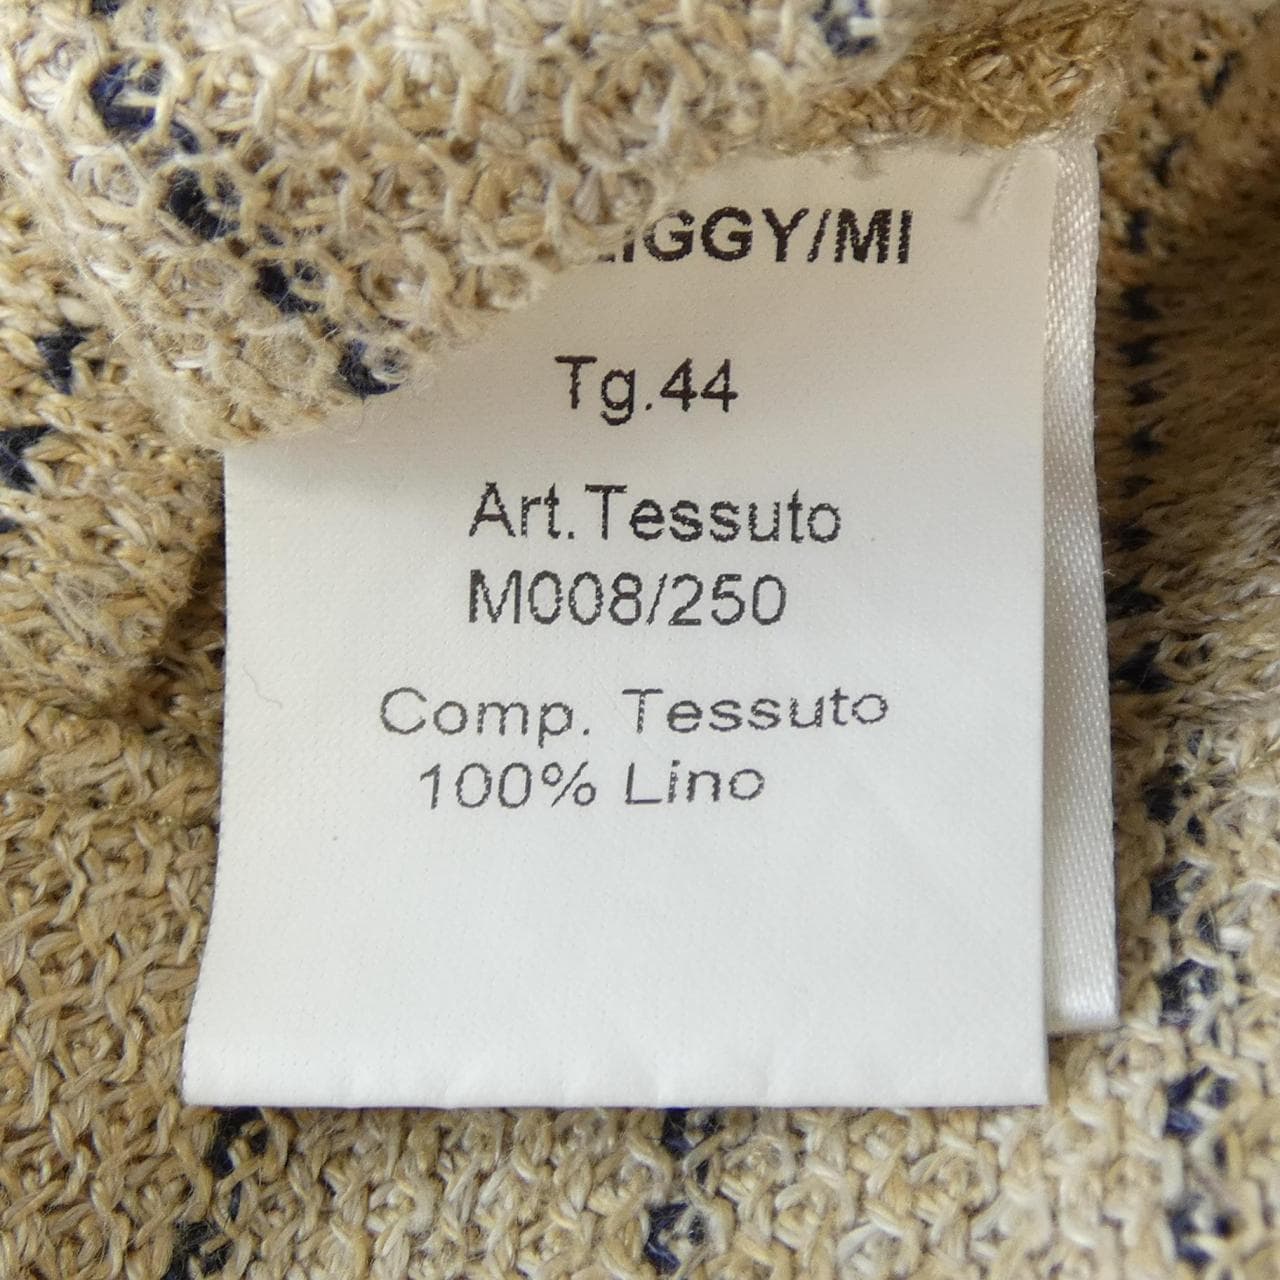 IGGY/MI
Tg.44
Art.Tessuto
M008/250
Comp. Tessuto
100% Lino